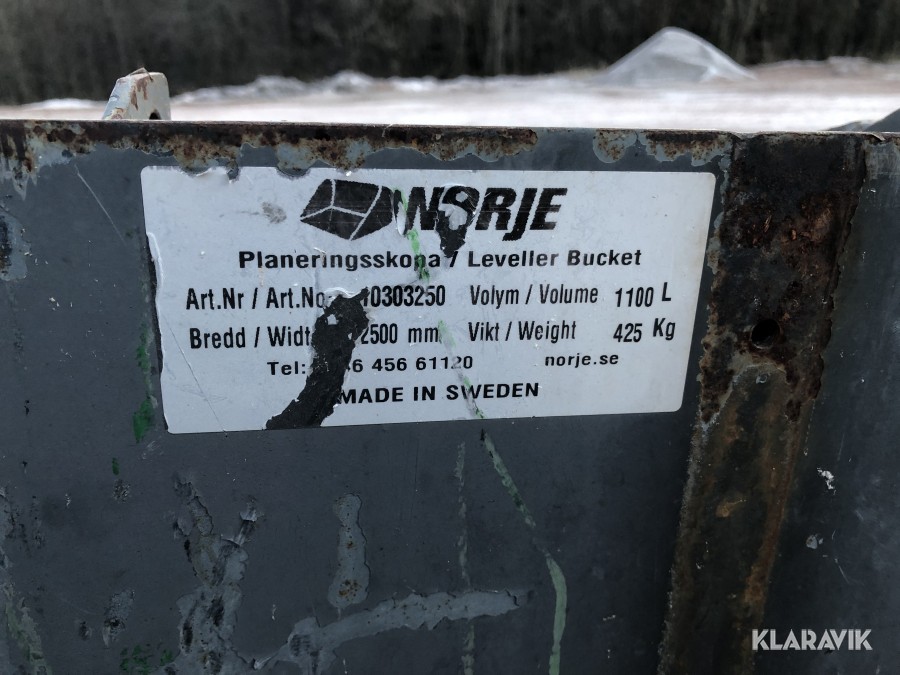 NORJE
Planeringsskopa / Leveller Bucket
Art.Nr / Art.No 10303250 Volym / Volume 1100 L
Bredd / Width 2500 mm Vikt / Weight 425 Kg
Tel: 6 456 61120 norje.se
MADE IN SWEDEN
KLARAVIK